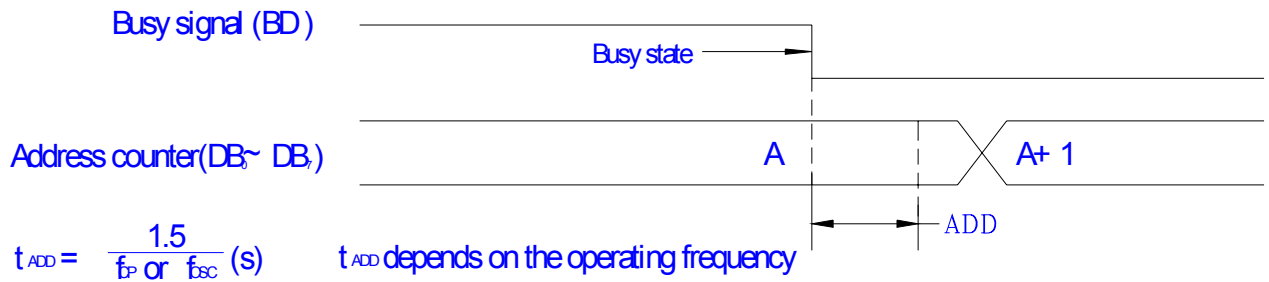 Busy signal (BD )
Busy state
Address counter(DB₀~ DB₇)
A
A+ 1
ADD
t ADD = 1.5 / fCP or fOSC (s)
t ADD depends on the operating frequency